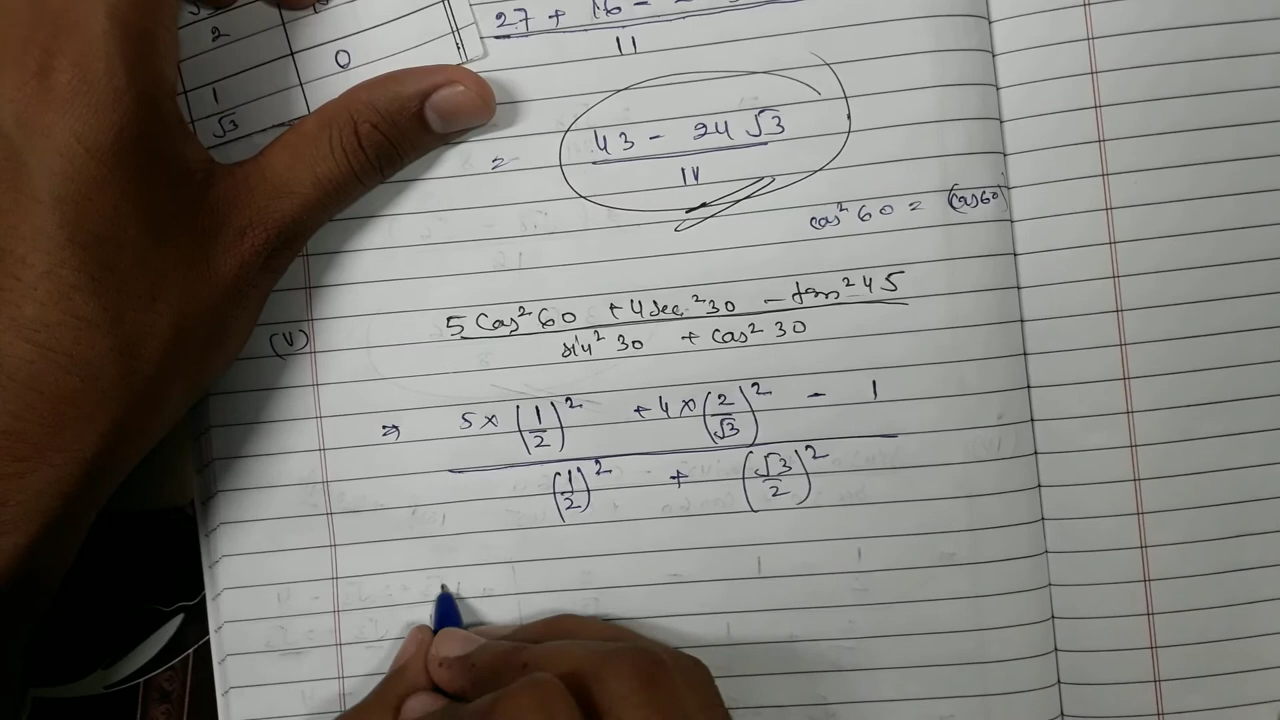 2
0
1
√3
27 + 16 -
11
= 43 - 24√3
11
cos² 60 = (cos60)
(V) 5 cos² 60 + 4 sec² 30 - tan² 45
sin² 30 + cos² 30
⇒ 5 × (1/2)² + 4 × (2/√3)² - 1
(1/2)² + (√3/2)²